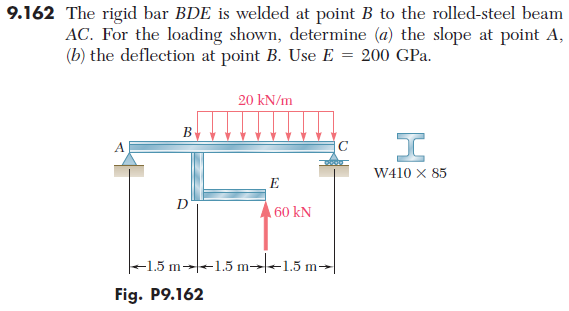 9.162 The rigid bar BDE is welded at point B to the rolled-steel beam
AC. For the loading shown, determine (a) the slope at point A,
(b) the deflection at point B. Use E = 200 GPa.
20 kN/m
B
A
C
W410 × 85
E
D
60 kN
1.5 m
1.5 m
1.5 m
Fig. P9.162